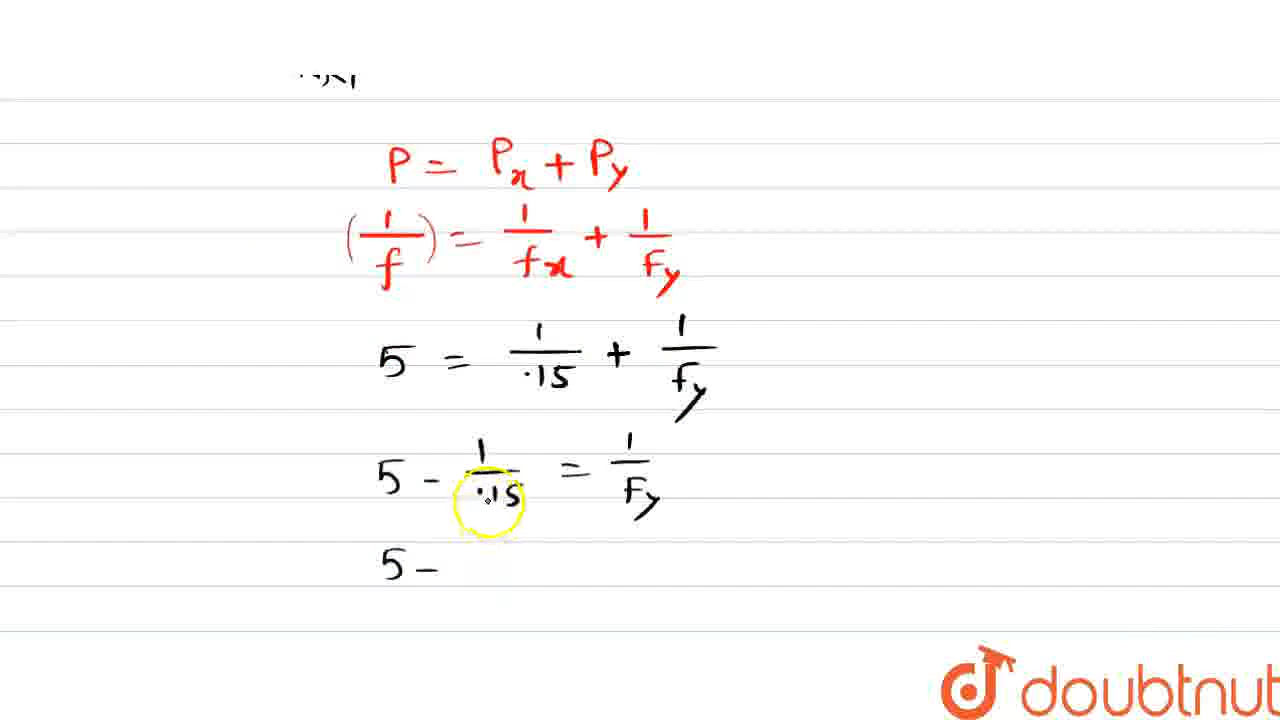 P = Px + Py
(1/f) = 1/fx + 1/Fy
5 = 1/.15 + 1/fy
5 - 1/.15 = 1/Fy
5 -
doubtnut